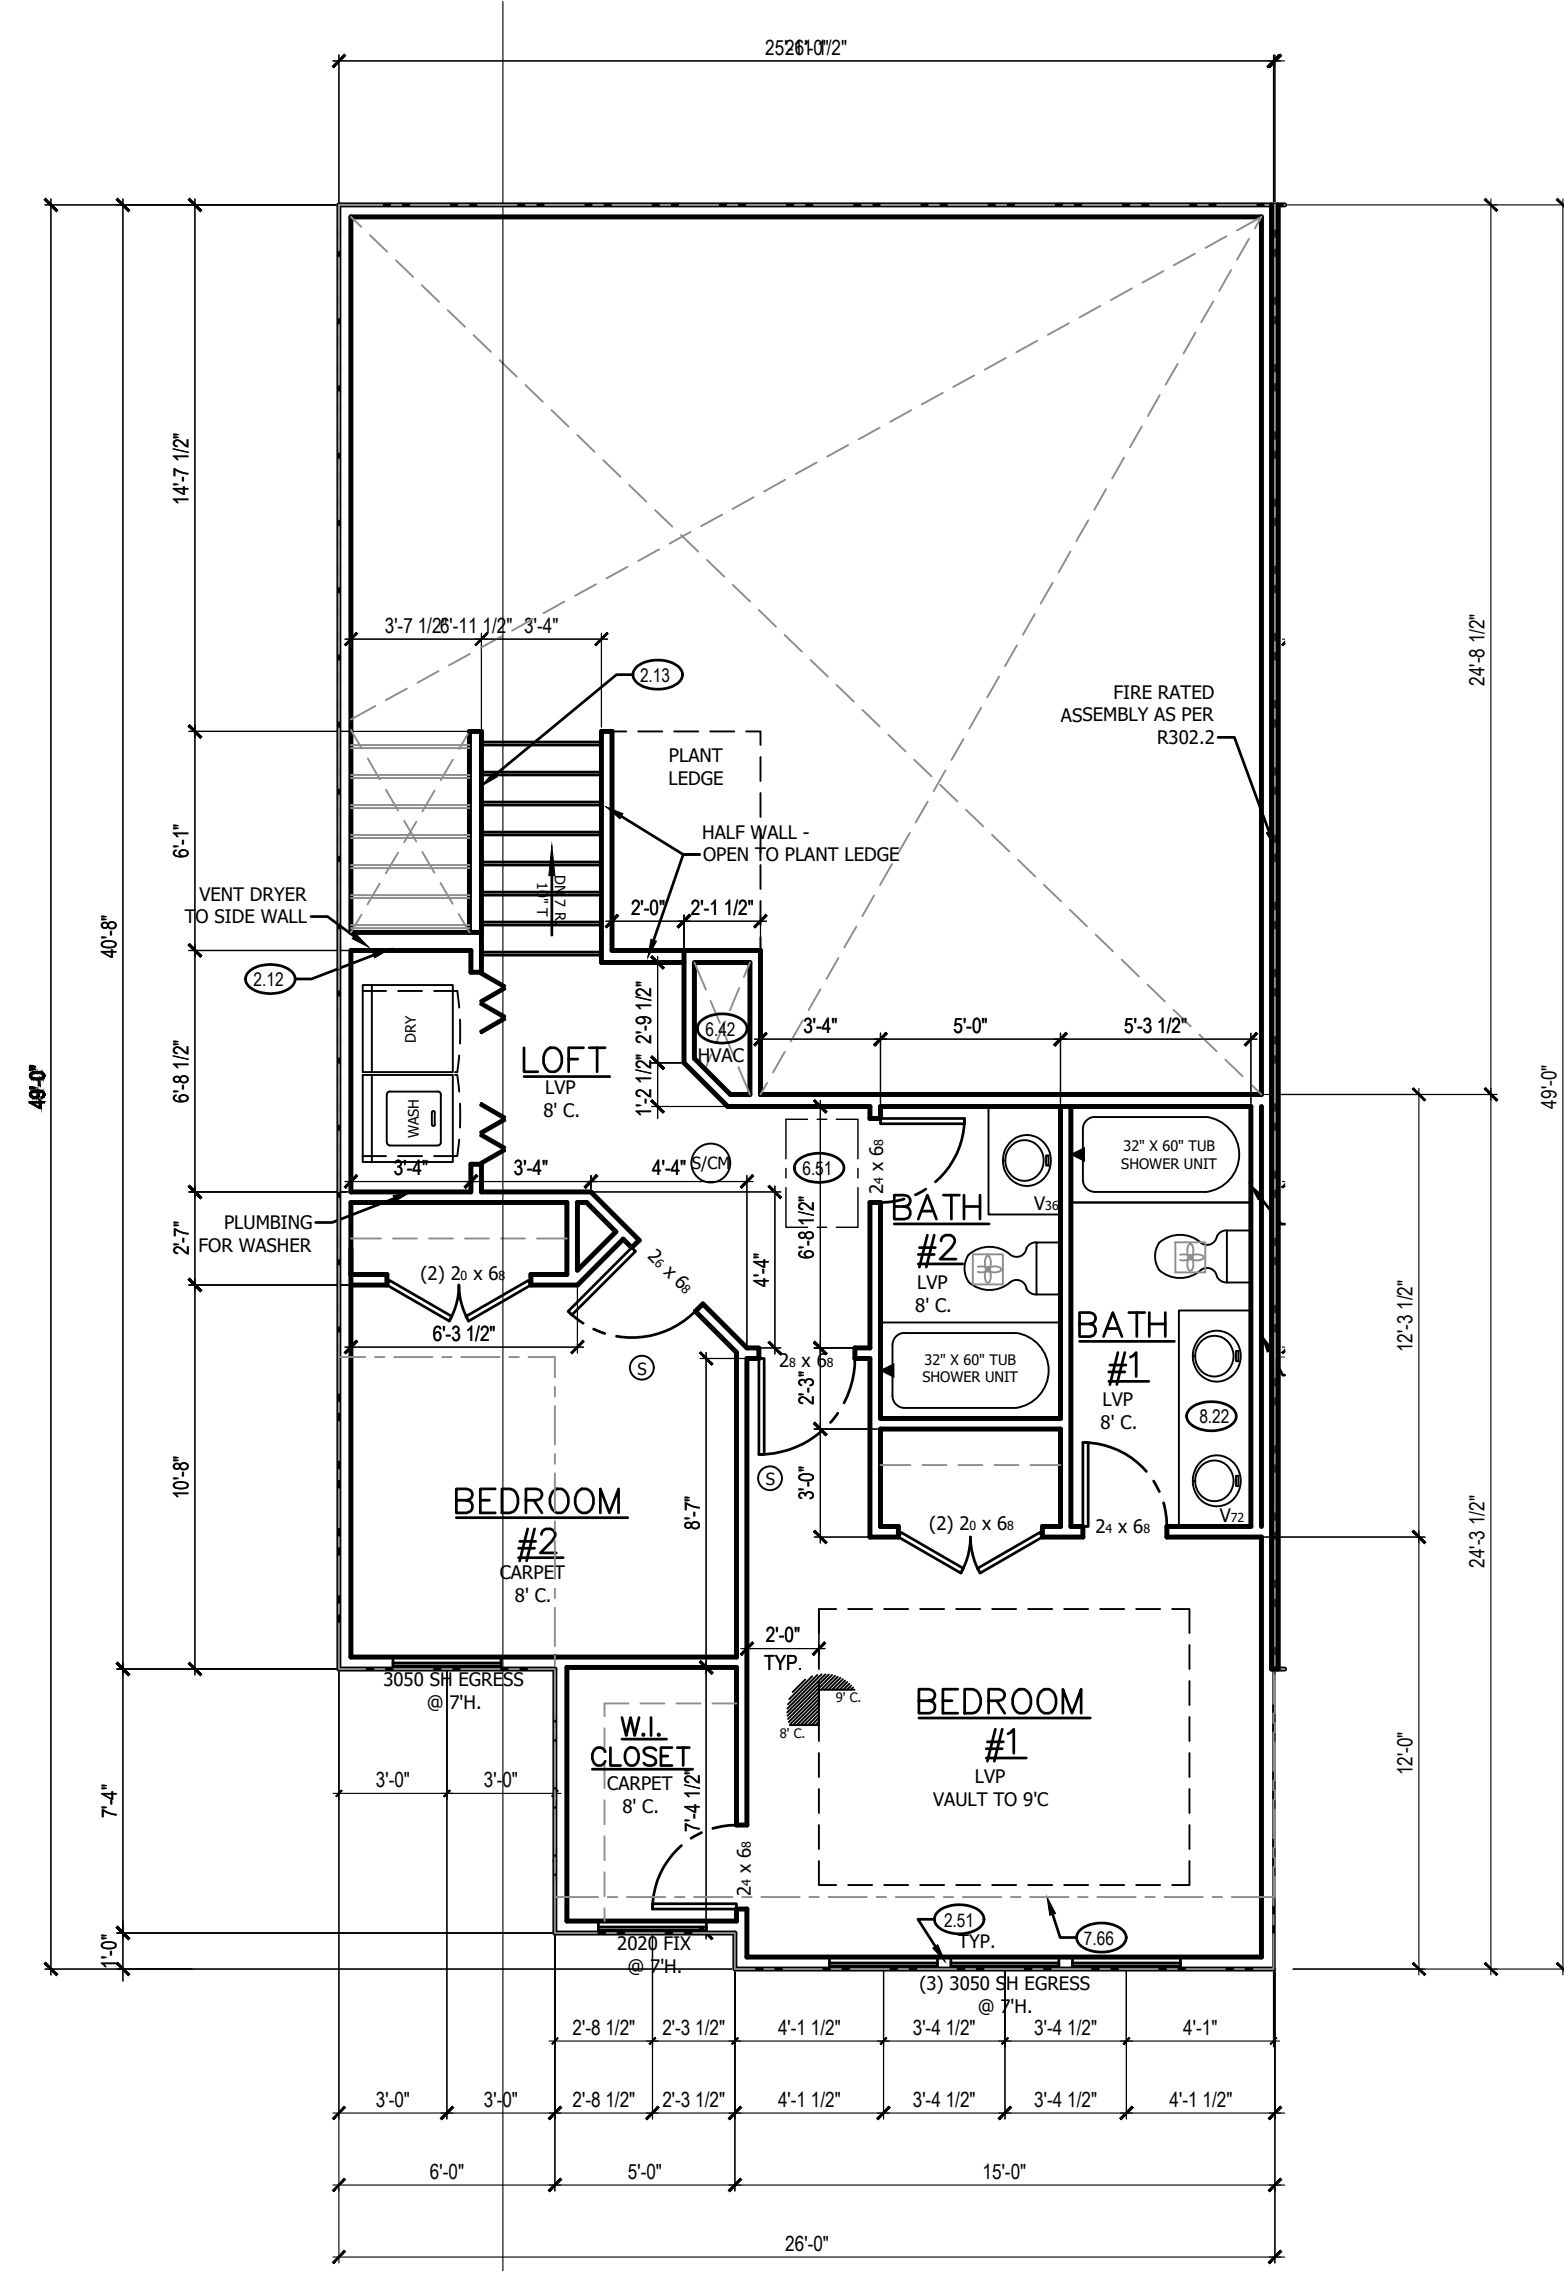 26'-0"
14'-7 1/2"
24'-8 1/2"
3'-7 1/2"
6'-11 1/2"
3'-4"
2.13
FIRE RATED
ASSEMBLY AS PER
R302.2
PLANT
LEDGE
6'-1"
HALF WALL -
OPEN TO PLANT LEDGE
VENT DRYER
TO SIDE WALL
DN 7 R.
10" T
2'-0"
2'-1 1/2"
40'-8"
2.12
DRY
2'-9 1/2"
6.42
HVAC
3'-4"
5'-0"
5'-3 1/2"
LOFT
LVP
8' C.
6'-8 1/2"
1'-2 1/2"
49'-0"
49'-0"
WASH
32" X 60" TUB
SHOWER UNIT
3'-4"
3'-4"
4'-4"
S/CM
6.51
24 x 68
V36
BATH
#2
LVP
8' C.
PLUMBING
FOR WASHER
2'-7"
6'-8 1/2"
4'-4"
26 x 68
(2) 20 x 68
6'-3 1/2"
12'-3 1/2"
BATH
#1
LVP
8' C.
S
28 x 68
2'-3"
32" X 60" TUB
SHOWER UNIT
8.22
10'-8"
S
3'-0"
8'-7"
BEDROOM
#2
CARPET
8' C.
(2) 20 x 68
24 x 68
V72
24'-3 1/2"
2'-0"
TYP.
3050 SH EGRESS
@ 7'H.
9' C.
8' C.
BEDROOM
#1
LVP
VAULT TO 9'C
W.I.
CLOSET
CARPET
8' C.
12'-0"
3'-0"
3'-0"
7'-4"
7'-4 1/2"
24 x 68
2.51
TYP.
7.66
1'-0"
2020 FIX
@ 7'H.
(3) 3050 SH EGRESS
@ 7'H.
2'-8 1/2"
2'-3 1/2"
4'-1 1/2"
3'-4 1/2"
3'-4 1/2"
4'-1"
3'-0"
3'-0"
2'-8 1/2"
2'-3 1/2"
4'-1 1/2"
3'-4 1/2"
3'-4 1/2"
4'-1 1/2"
6'-0"
5'-0"
15'-0"
26'-0"